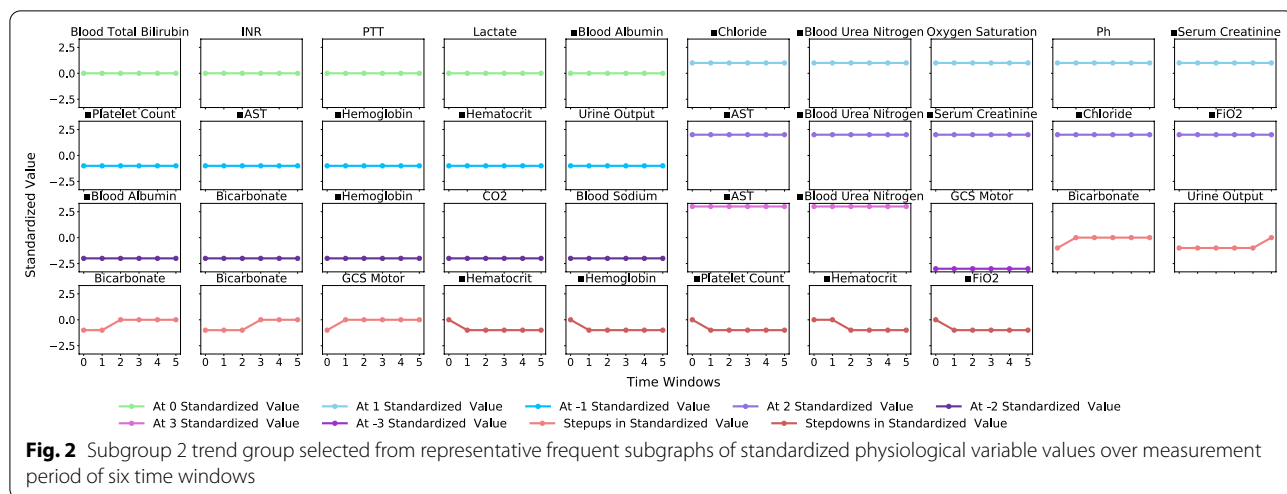 Blood Total Bilirubin INR PTT Lactate ■Blood Albumin ■Chloride ■Blood Urea Nitrogen Oxygen Saturation Ph ■Serum Creatinine
2.5
0.0
−2.5
■Platelet Count ■AST ■Hemoglobin ■Hematocrit Urine Output ■AST ■Blood Urea Nitrogen ■Serum Creatinine ■Chloride ■FiO2
2.5
0.0
−2.5
■Blood Albumin Bicarbonate ■Hemoglobin CO2 Blood Sodium ■AST ■Blood Urea Nitrogen GCS Motor Bicarbonate Urine Output
2.5
0.0
−2.5
Bicarbonate Bicarbonate GCS Motor ■Hematocrit ■Hemoglobin ■Platelet Count ■Hematocrit ■FiO2
2.5
0.0
−2.5
Standardized Value
0 1 2 3 4 5 0 1 2 3 4 5 0 1 2 3 4 5 0 1 2 3 4 5 0 1 2 3 4 5 0 1 2 3 4 5 0 1 2 3 4 5 0 1 2 3 4 5
Time Windows
At 0 Standardized Value At 1 Standardized Value At -1 Standardized Value At 2 Standardized Value At -2 Standardized Value
At 3 Standardized Value At -3 Standardized Value Stepups in Standardized Value Stepdowns in Standardized Value
Fig. 2 Subgroup 2 trend group selected from representative frequent subgraphs of standardized physiological variable values over measurement
period of six time windows